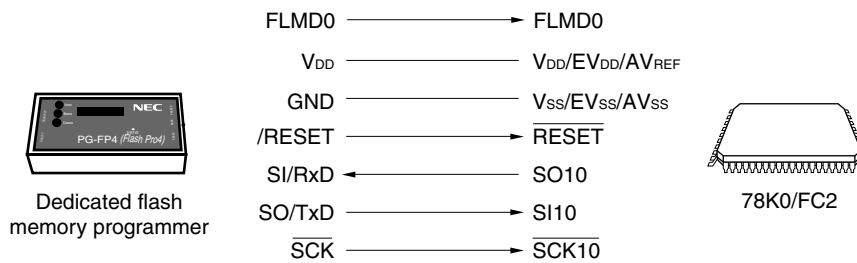 FLMD0 FLMD0
VDD VDD/EVDD/AVREF
GND VSS/EVSS/AVSS
/RESET RESET
SI/RxD SO10
SO/TxD SI10
SCK SCK10
NEC
PG-FP4 (Flash Pro4)
Dedicated flash
memory programmer
78K0/FC2